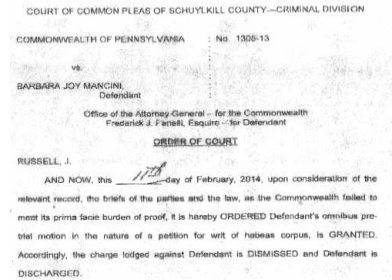 COURT OF COMMON PLEAS OF SCHUYLKILL COUNTY—CRIMINAL DIVISION
COMMONWEALTH OF PENNSYLVANIA : No. 1305-13
vs.
BARBARA JOY MANCINI,
Defendant
Office of the Attorney General – for the Commonwealth
Frederick J. Fanelli, Esquire – for Defendant
ORDER OF COURT
RUSSELL, J.
AND NOW, this 11th day of February, 2014, upon consideration of the
relevant record, the briefs of the parties and the law, as the Commonwealth failed to
meet its prima facie burden of proof, it is hereby ORDERED Defendant's omnibus pre-
trial motion in the nature of a petition for writ of habeas corpus, is GRANTED.
Accordingly, the charge lodged against Defendant is DISMISSED and Defendant is
DISCHARGED.